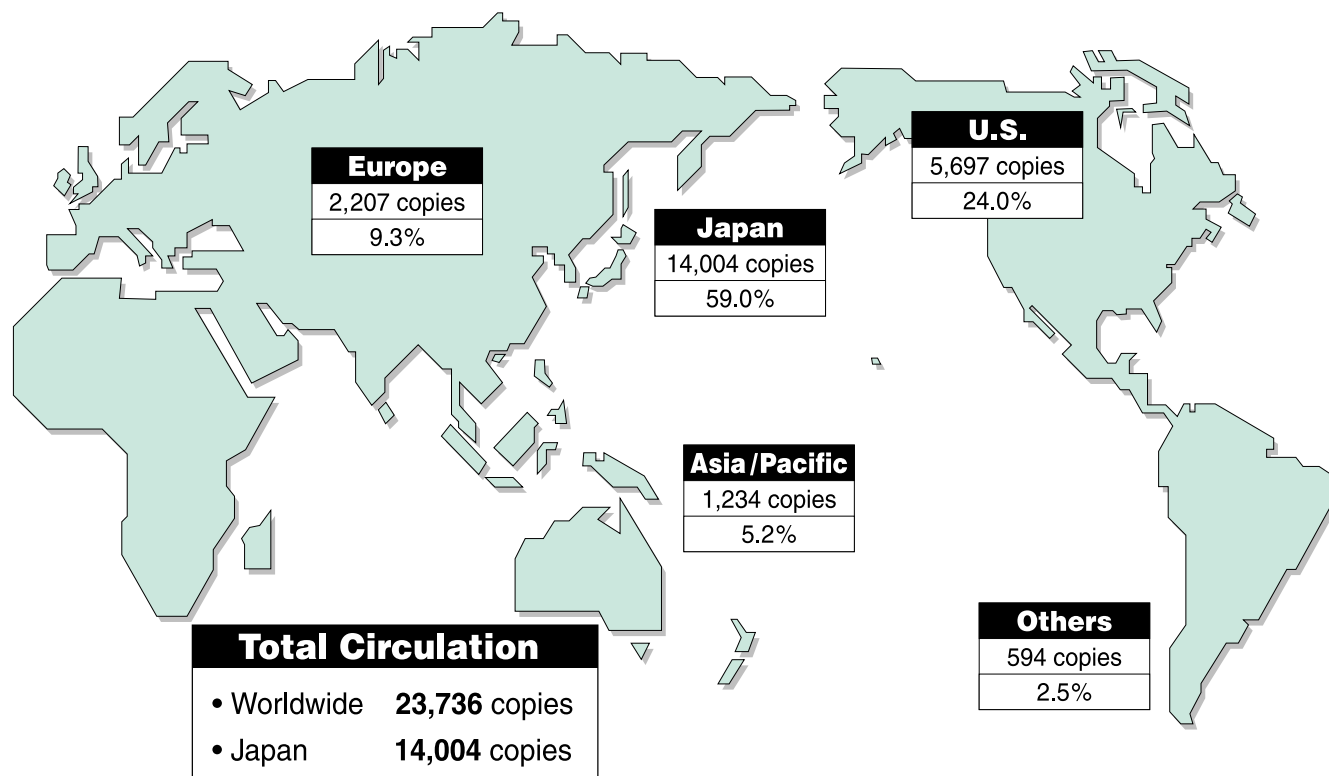 U.S.
5,697 copies
24.0%
Europe
2,207 copies
9.3%
Japan
14,004 copies
59.0%
Asia/Pacific
1,234 copies
5.2%
Others
594 copies
2.5%
Total Circulation
• Worldwide 23,736 copies
• Japan 14,004 copies